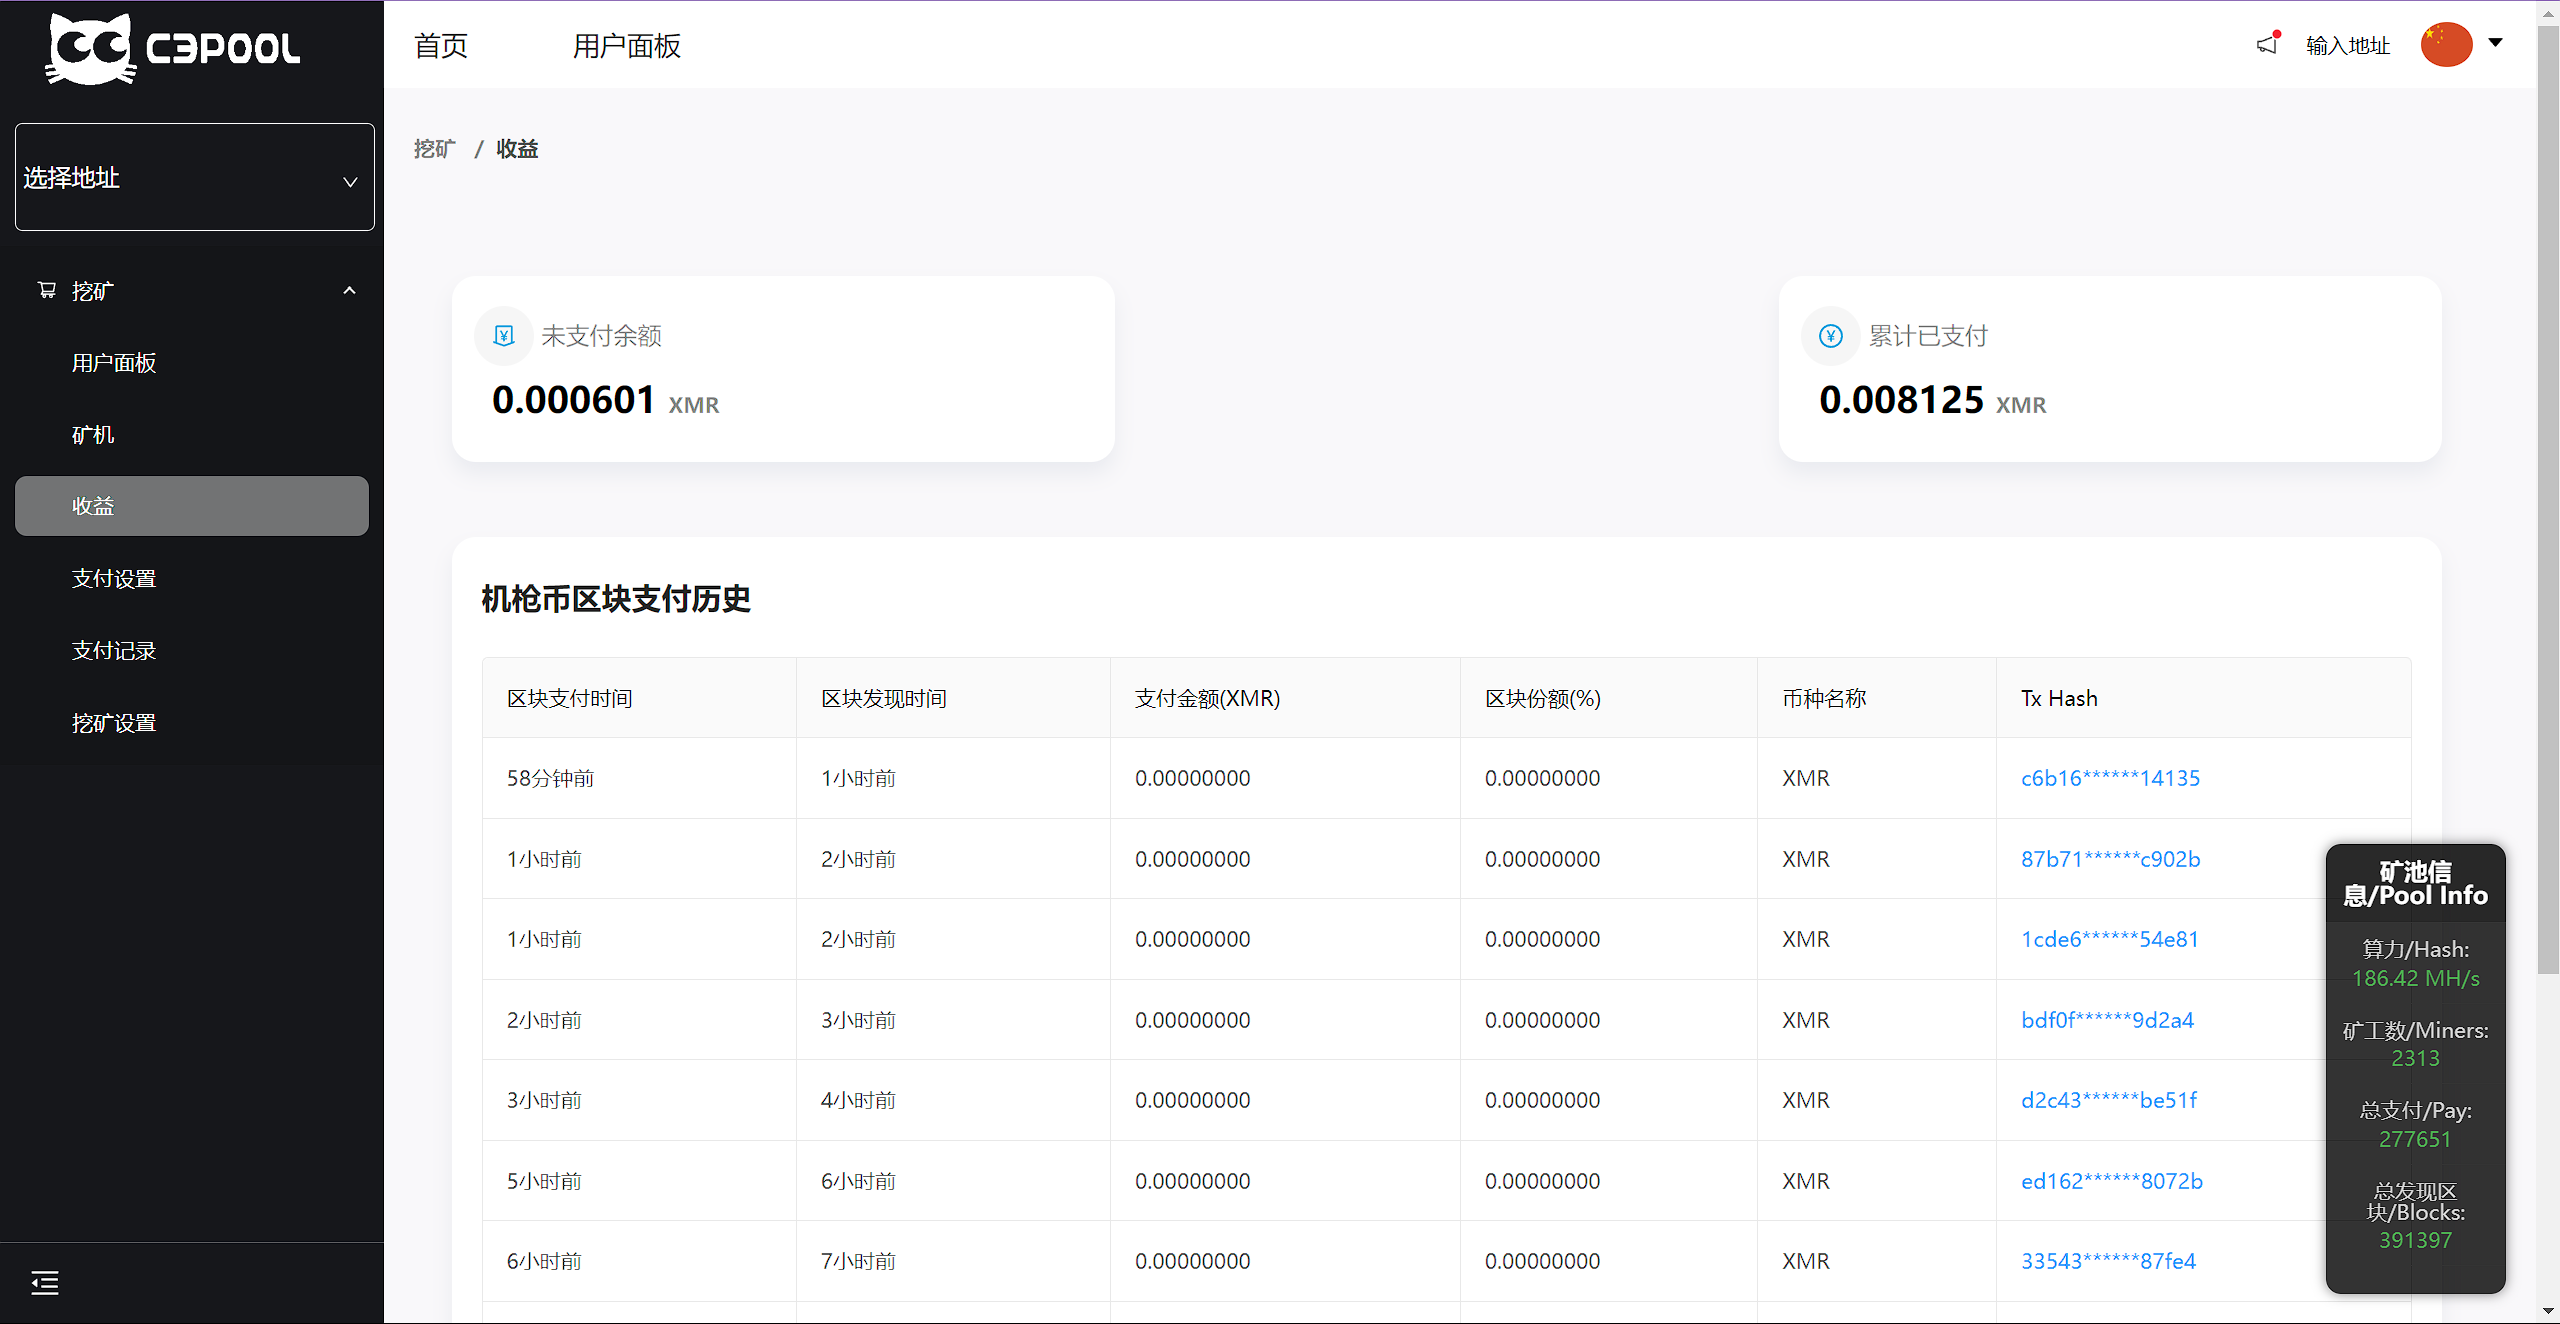 C3POOL
首页
用户面板
输入地址
选择地址
挖矿
用户面板
矿机
收益
支付设置
支付记录
挖矿设置
挖矿 / 收益
未支付余额
0.000601 XMR
累计已支付
0.008125 XMR
机枪币区块支付历史
区块支付时间 区块发现时间 支付金额(XMR) 区块份额(%) 币种名称 Tx Hash
58分钟前 1小时前 0.00000000 0.00000000 XMR c6b16******14135
1小时前 2小时前 0.00000000 0.00000000 XMR 87b71******c902b
1小时前 2小时前 0.00000000 0.00000000 XMR 1cde6******54e81
2小时前 3小时前 0.00000000 0.00000000 XMR bdf0f******9d2a4
3小时前 4小时前 0.00000000 0.00000000 XMR d2c43******be51f
5小时前 6小时前 0.00000000 0.00000000 XMR ed162******8072b
6小时前 7小时前 0.00000000 0.00000000 XMR 33543******87fe4
矿池信
息/Pool Info
算力/Hash:
186.42 MH/s
矿工数/Miners:
2313
总支付/Pay:
277651
总发现区
块/Blocks:
391397